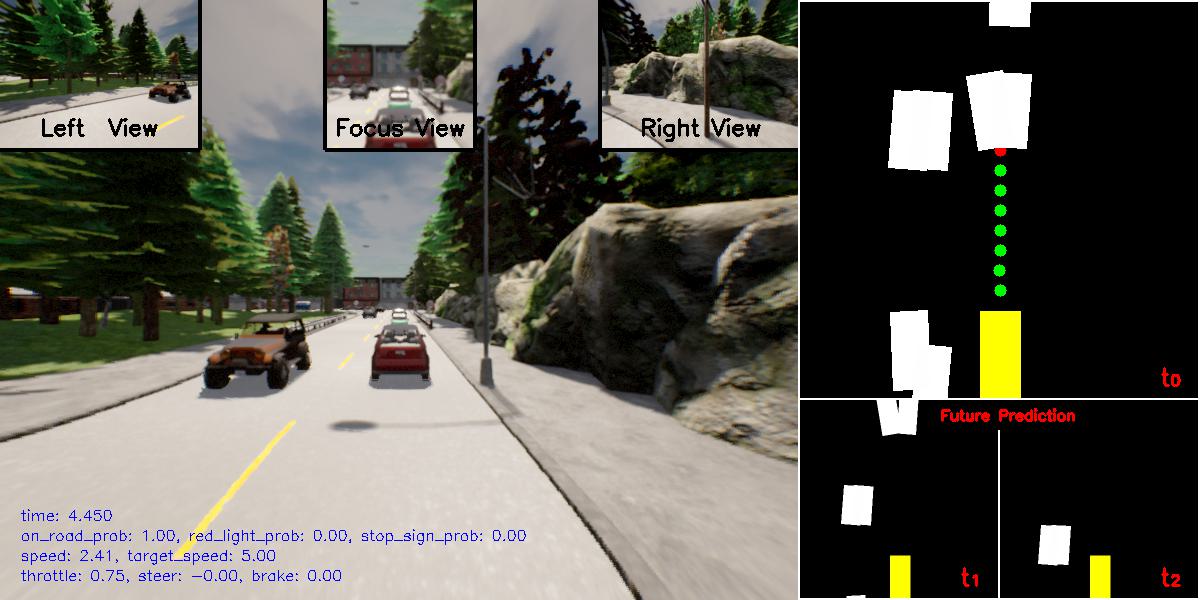 Left View
Focus View
Right View
time: 4.450
on_road_prob: 1.00, red_light_prob: 0.00, stop_sign_prob: 0.00
speed: 2.41, target_speed: 5.00
throttle: 0.75, steer: −0.00, brake: 0.00
t0
Future Prediction
t1
t2